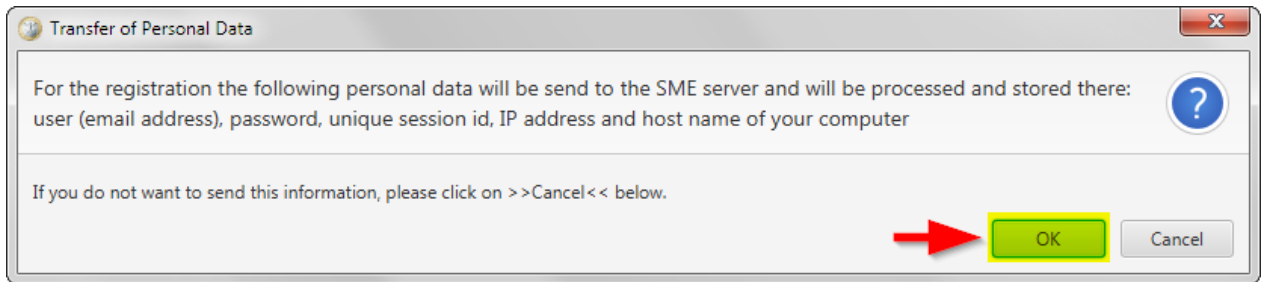 Transfer of Personal Data
For the registration the following personal data will be send to the SME server and will be processed and stored there:
user (email address), password, unique session id, IP address and host name of your computer
If you do not want to send this information, please click on >>Cancel<< below.
OK Cancel